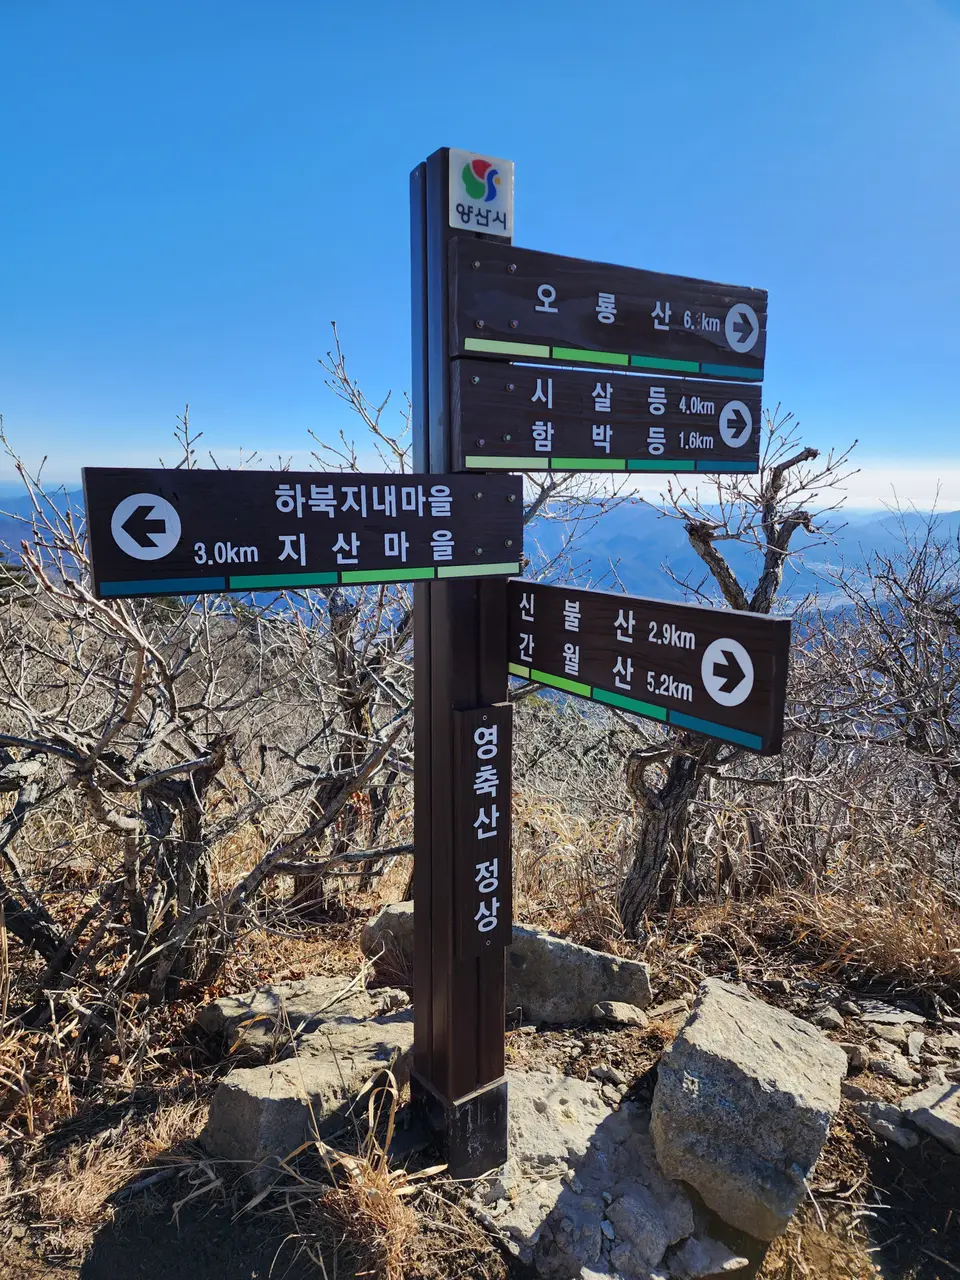 양산시
오룡산
시살등 4.0km
함박등 1.6km
하북지내마을
3.0km 지산마을
신불산 2.9km
간월산 5.2km
영축산 정상